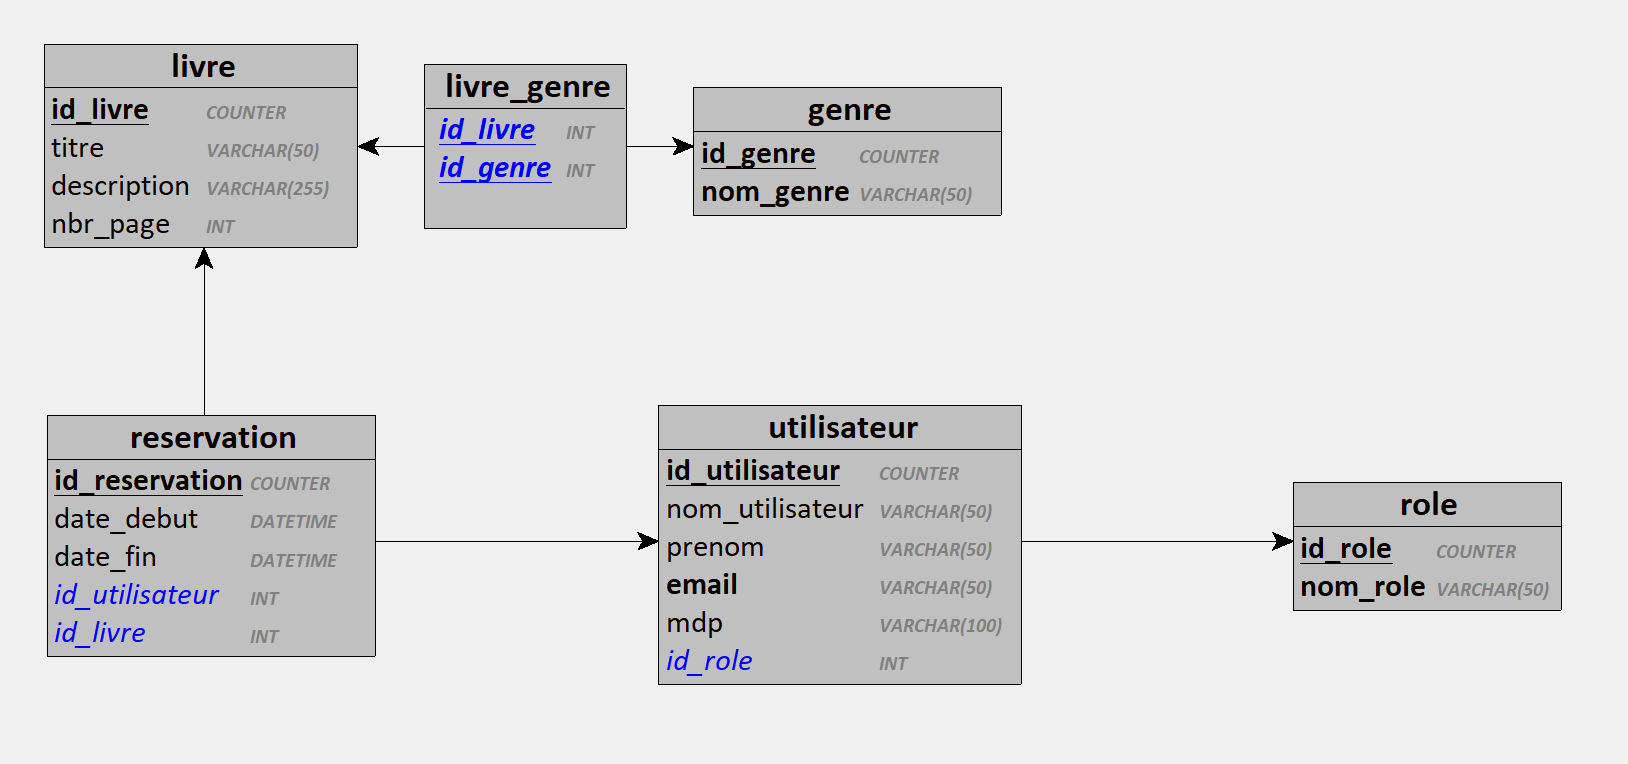 livre
id_livre COUNTER
titre VARCHAR(50)
description VARCHAR(255)
nbr_page INT
livre_genre
id_livre INT
id_genre INT
genre
id_genre COUNTER
nom_genre VARCHAR(50)
reservation
id_reservation COUNTER
date_debut DATETIME
date_fin DATETIME
id_utilisateur INT
id_livre INT
utilisateur
id_utilisateur COUNTER
nom_utilisateur VARCHAR(50)
prenom VARCHAR(50)
email VARCHAR(50)
mdp VARCHAR(100)
id_role INT
role
id_role COUNTER
nom_role VARCHAR(50)